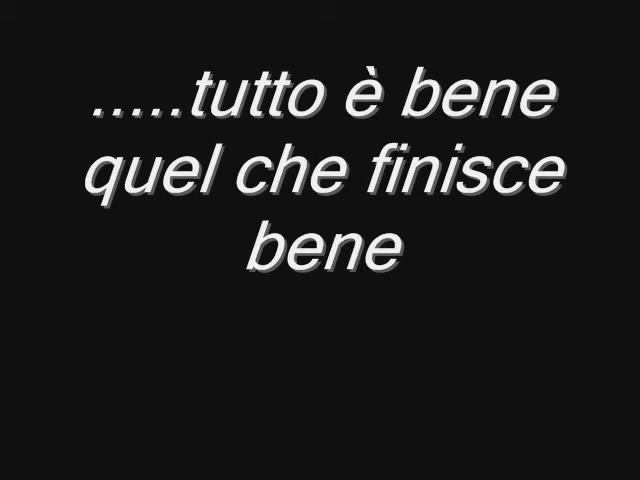 .....tutto è bene
quel che finisce
bene